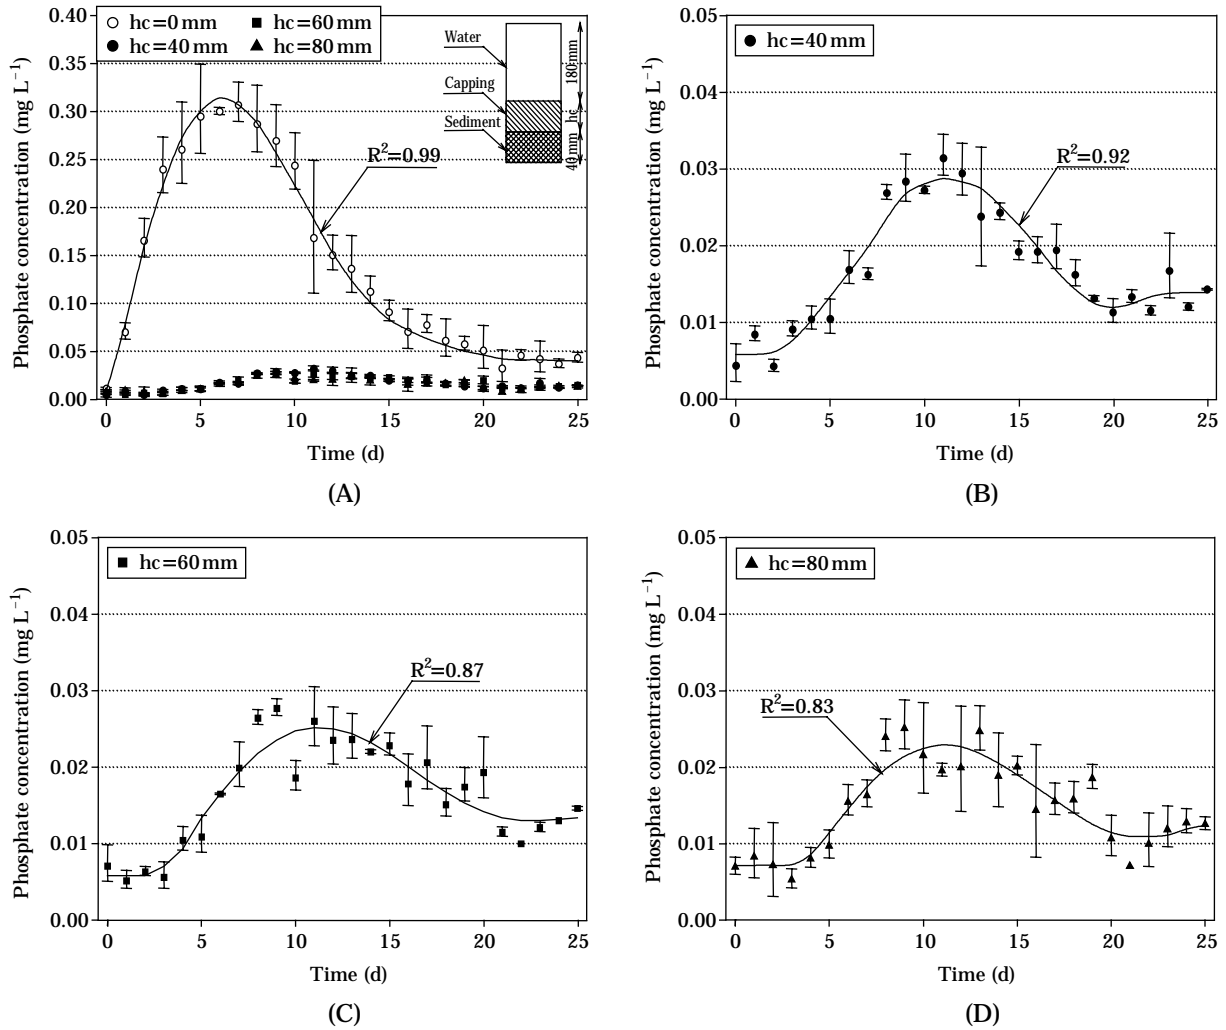 hc=0 mm
hc=60 mm
hc=40 mm
hc=80 mm
Water
Capping
Sediment
180 mm
hc
40 mm
R²=0.99
0.40
0.35
0.30
0.25
0.20
0.15
0.10
0.05
0.00
Phosphate concentration (mg L⁻¹)
0 5 10 15 20 25
Time (d)
(A)
hc=40 mm
R²=0.92
0.05
0.04
0.03
0.02
0.01
0.00
Phosphate concentration (mg L⁻¹)
0 5 10 15 20 25
Time (d)
(B)
hc=60 mm
R²=0.87
0.05
0.04
0.03
0.02
0.01
0.00
Phosphate concentration (mg L⁻¹)
0 5 10 15 20 25
Time (d)
(C)
hc=80 mm
R²=0.83
0.05
0.04
0.03
0.02
0.01
0.00
Phosphate concentration (mg L⁻¹)
0 5 10 15 20 25
Time (d)
(D)